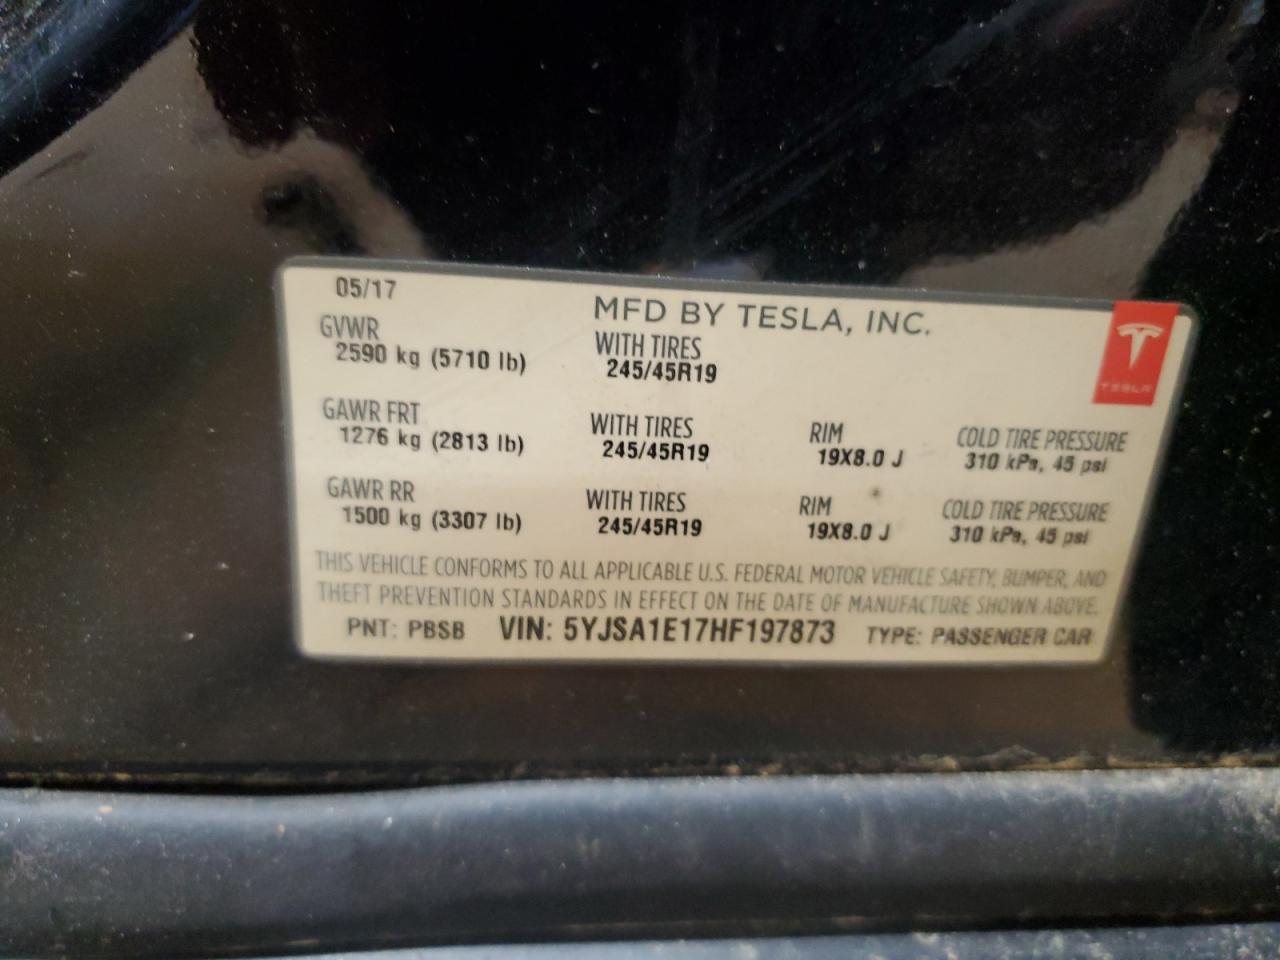 05/17
MFD BY TESLA, INC.
GVWR WITH TIRES
2590 kg (5710 lb) 245/45R19
TESLA
GAWR FRT WITH TIRES RIM COLD TIRE PRESSURE
1276 kg (2813 lb) 245/45R19 19X8.0 J 310 kPa, 45 psi
GAWR RR WITH TIRES RIM COLD TIRE PRESSURE
1500 kg (3307 lb) 245/45R19 19X8.0 J 310 kPa, 45 psi
THIS VEHICLE CONFORMS TO ALL APPLICABLE U.S. FEDERAL MOTOR VEHICLE SAFETY, BUMPER, AND
THEFT PREVENTION STANDARDS IN EFFECT ON THE DATE OF MANUFACTURE SHOWN ABOVE.
PNT: PBSB VIN: 5YJSA1E17HF197873 TYPE: PASSENGER CAR